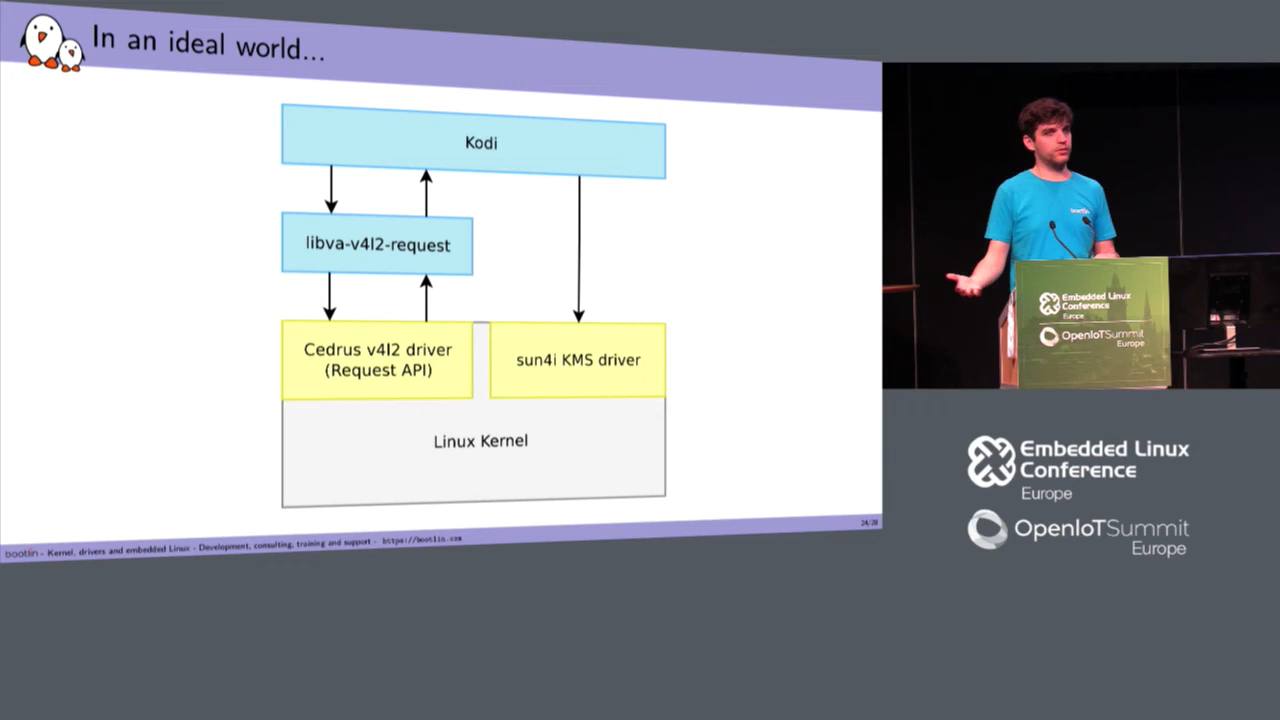 In an ideal world...
Kodi
libva-v4l2-request
Cedrus v4l2 driver
(Request API)
sun4i KMS driver
Linux Kernel
24/28
bootlin - Kernel, drivers and embedded Linux - Development, consulting, training and support - https://bootlin.com
bootlin
Embedded Linux
Conference
Europe
OpenIoTSummit
Europe
Embedded Linux
Conference
Europe
OpenIoTSummit
Europe